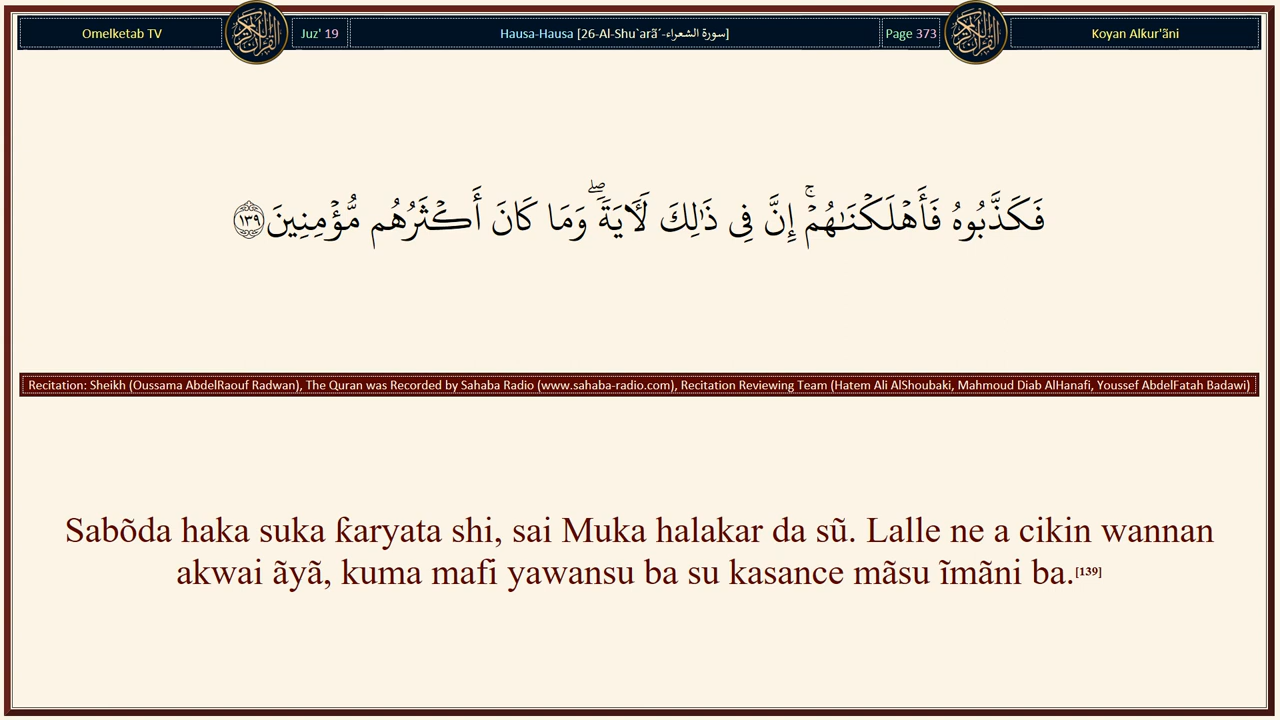 Omelketab TV
Juz' 19
Hausa-Hausa [26-Al-Shu`arã´-سورة الشعراء]
Page 373
Koyan Alƙur'ãni
فَكَذَّبُوهُ فَأَهۡلَكۡنَـٰهُمۡۚ إِنَّ فِى ذَٰلِكَ لَأٓيَةࣰۖ وَمَا كَانَ أَكۡثَرُهُم مُّؤۡمِنِينَ ١٣٩
Recitation: Sheikh (Oussama AbdelRaouf Radwan), The Quran was Recorded by Sahaba Radio (www.sahaba-radio.com), Recitation Reviewing Team (Hatem Ali AlShoubaki, Mahmoud Diab AlHanafi, Youssef AbdelFatah Badawi)
Sabõda haka suka ƙaryata shi, sai Muka halakar da sũ. Lalle ne a cikin wannan
akwai ãyã, kuma mafi yawansu ba su kasance mãsu ĩmãni ba.[139]